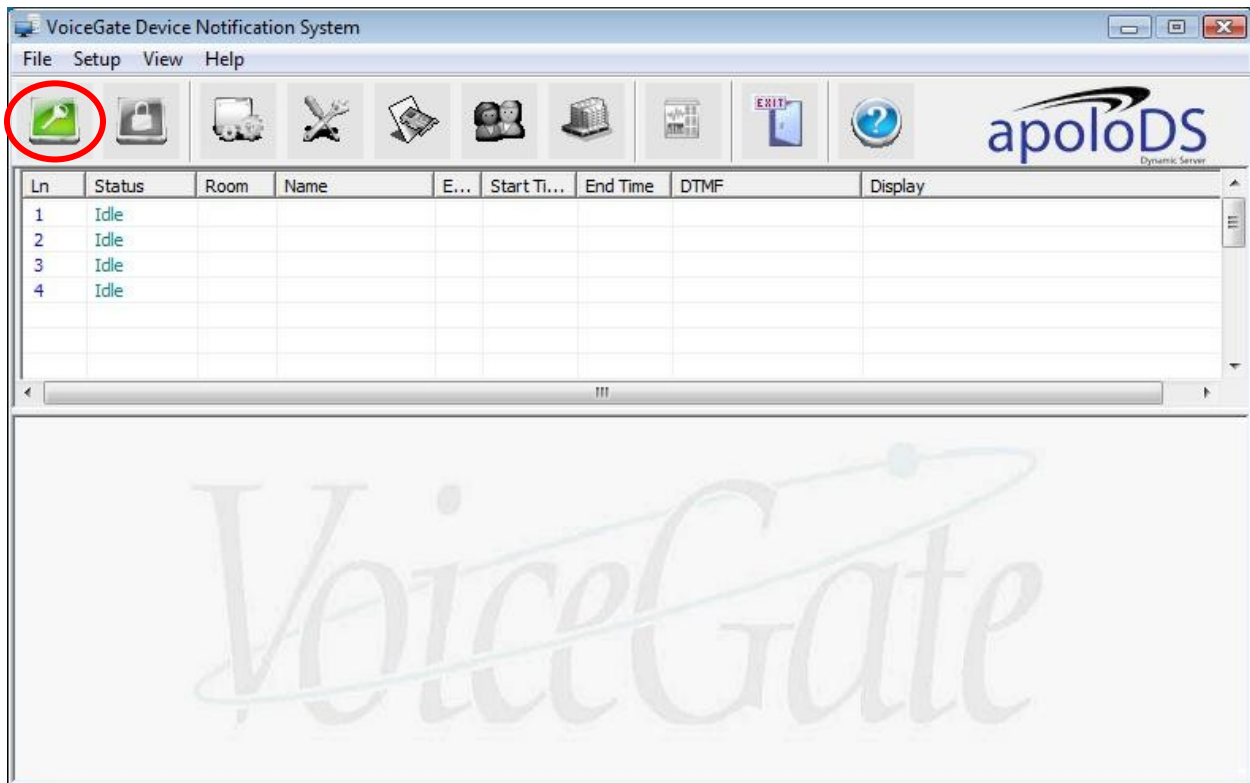 VoiceGate Device Notification System
File Setup View Help
EXIT
apoloDS
Dynamic Server
Ln Status Room Name E... Start Ti... End Time DTMF Display
1 Idle
2 Idle
3 Idle
4 Idle
VoiceGate